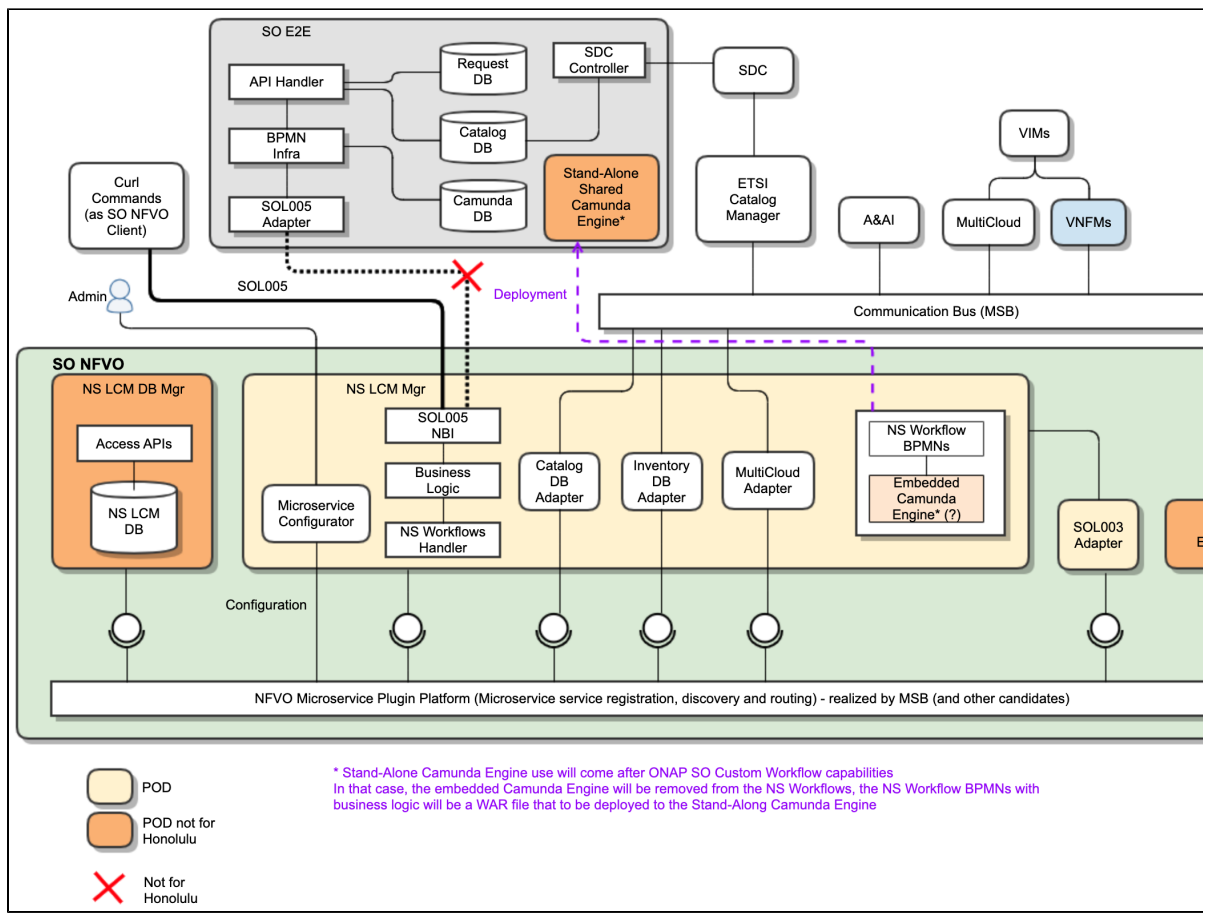 SO E2E
API Handler
BPMN
Infra
SOL005
Adapter
Request
DB
Catalog
DB
Camunda
DB
SDC
Controller
Stand-Alone
Shared
Camunda
Engine*
SDC
ETSI
Catalog
Manager
A&AI
VIMs
MultiCloud
VNFMs
Curl
Commands
(as SO NFVO
Client)
Admin
SOL005
Deployment
Communication Bus (MSB)
SO NFVO
NS LCM DB Mgr
Access APIs
NS LCM
DB
NS LCM Mgr
Microservice
Configurator
SOL005
NBI
Business
Logic
NS Workflows
Handler
Catalog
DB
Adapter
Inventory
DB
Adapter
MultiCloud
Adapter
NS Workflow
BPMNs
Embedded
Camunda
Engine* (?)
SOL003
Adapter
E
Configuration
NFVO Microservice Plugin Platform (Microservice service registration, discovery and routing) - realized by MSB (and other candidates)
POD
POD not for
Honolulu
Not for
Honolulu
* Stand-Alone Camunda Engine use will come after ONAP SO Custom Workflow capabilities
In that case, the embedded Camunda Engine will be removed from the NS Workflows, the NS Workflow BPMNs with
business logic will be a WAR file that to be deployed to the Stand-Along Camunda Engine